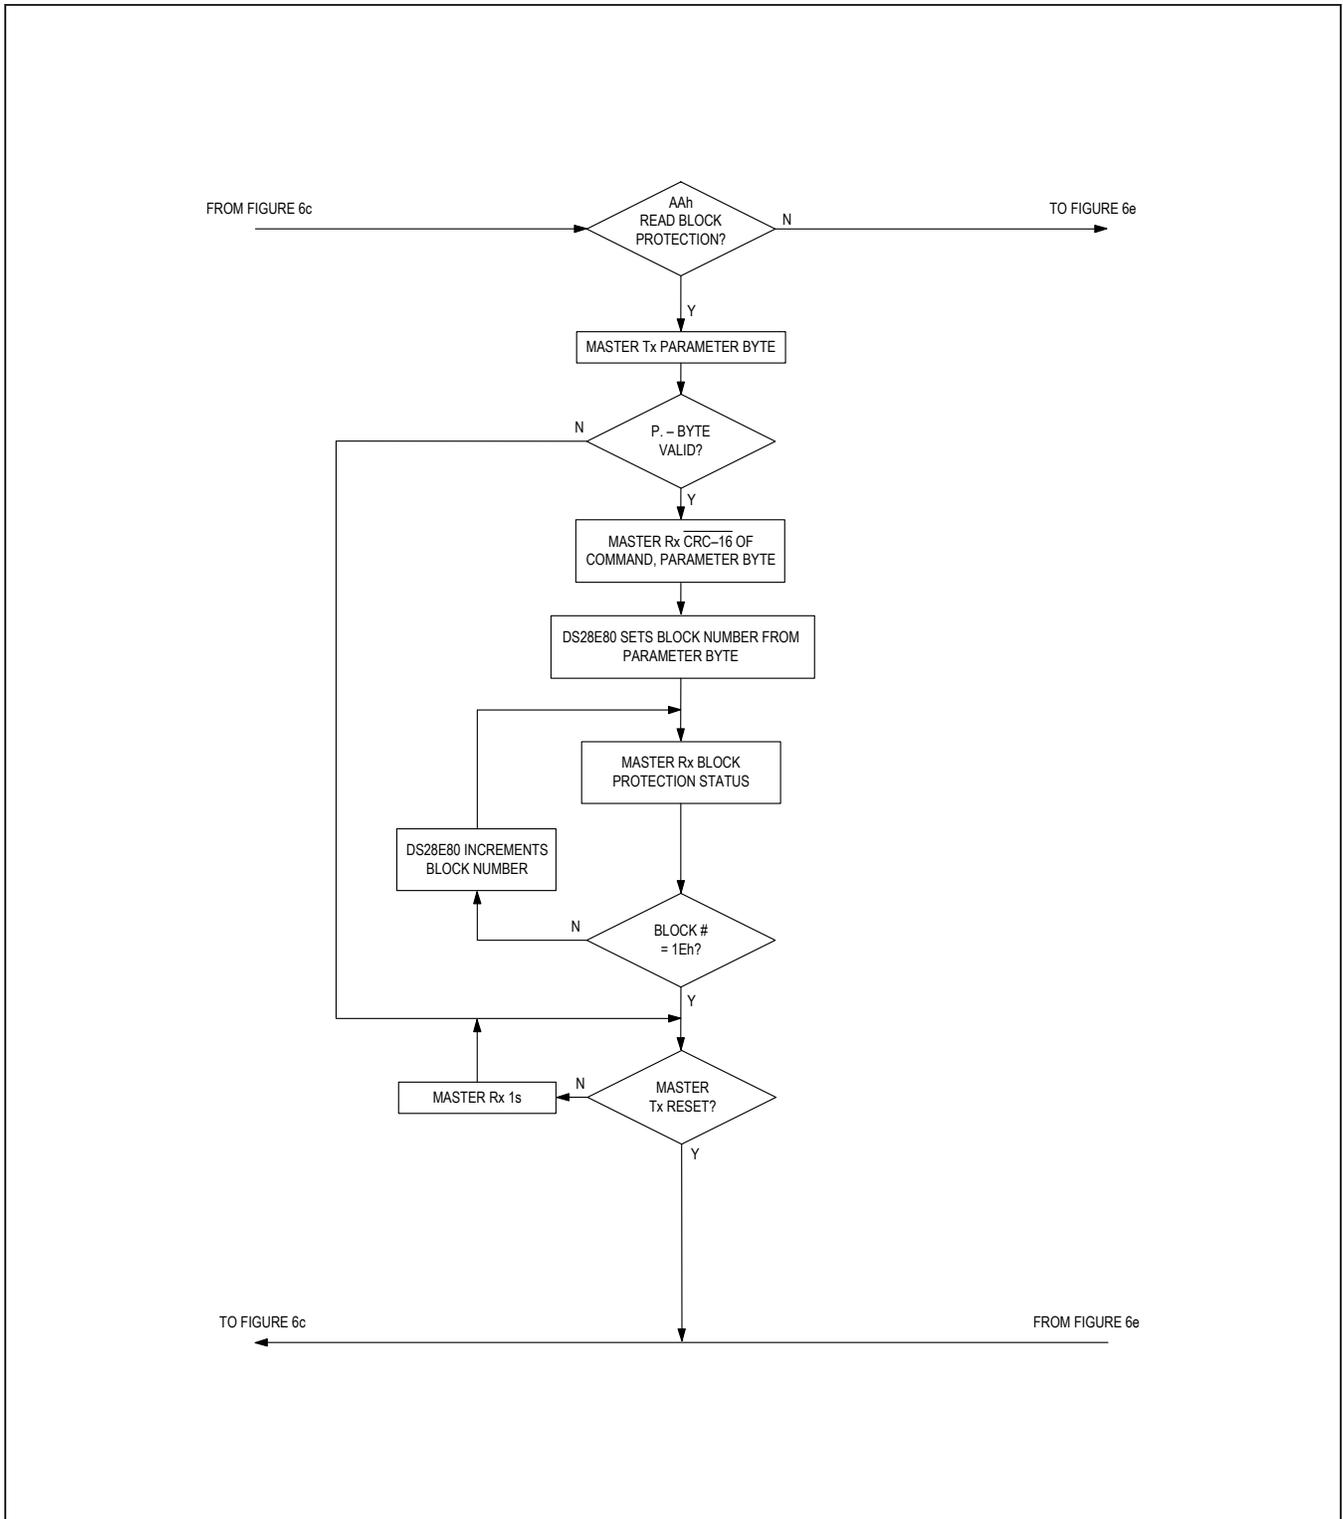 AAh
FROM FIGURE 6c
TO FIGURE 6e
READ BLOCK
N
PROTECTION?
Y
MASTER Tx PARAMETER BYTE
N
P. – BYTE
VALID?
Y
MASTER Rx CRC–16 OF
COMMAND, PARAMETER BYTE
DS28E80 SETS BLOCK NUMBER FROM
PARAMETER BYTE
MASTER Rx BLOCK
PROTECTION STATUS
DS28E80 INCREMENTS
BLOCK NUMBER
N
BLOCK #
= 1Eh?
Y
N
MASTER
Tx RESET?
MASTER Rx 1s
Y
TO FIGURE 6c
FROM FIGURE 6e